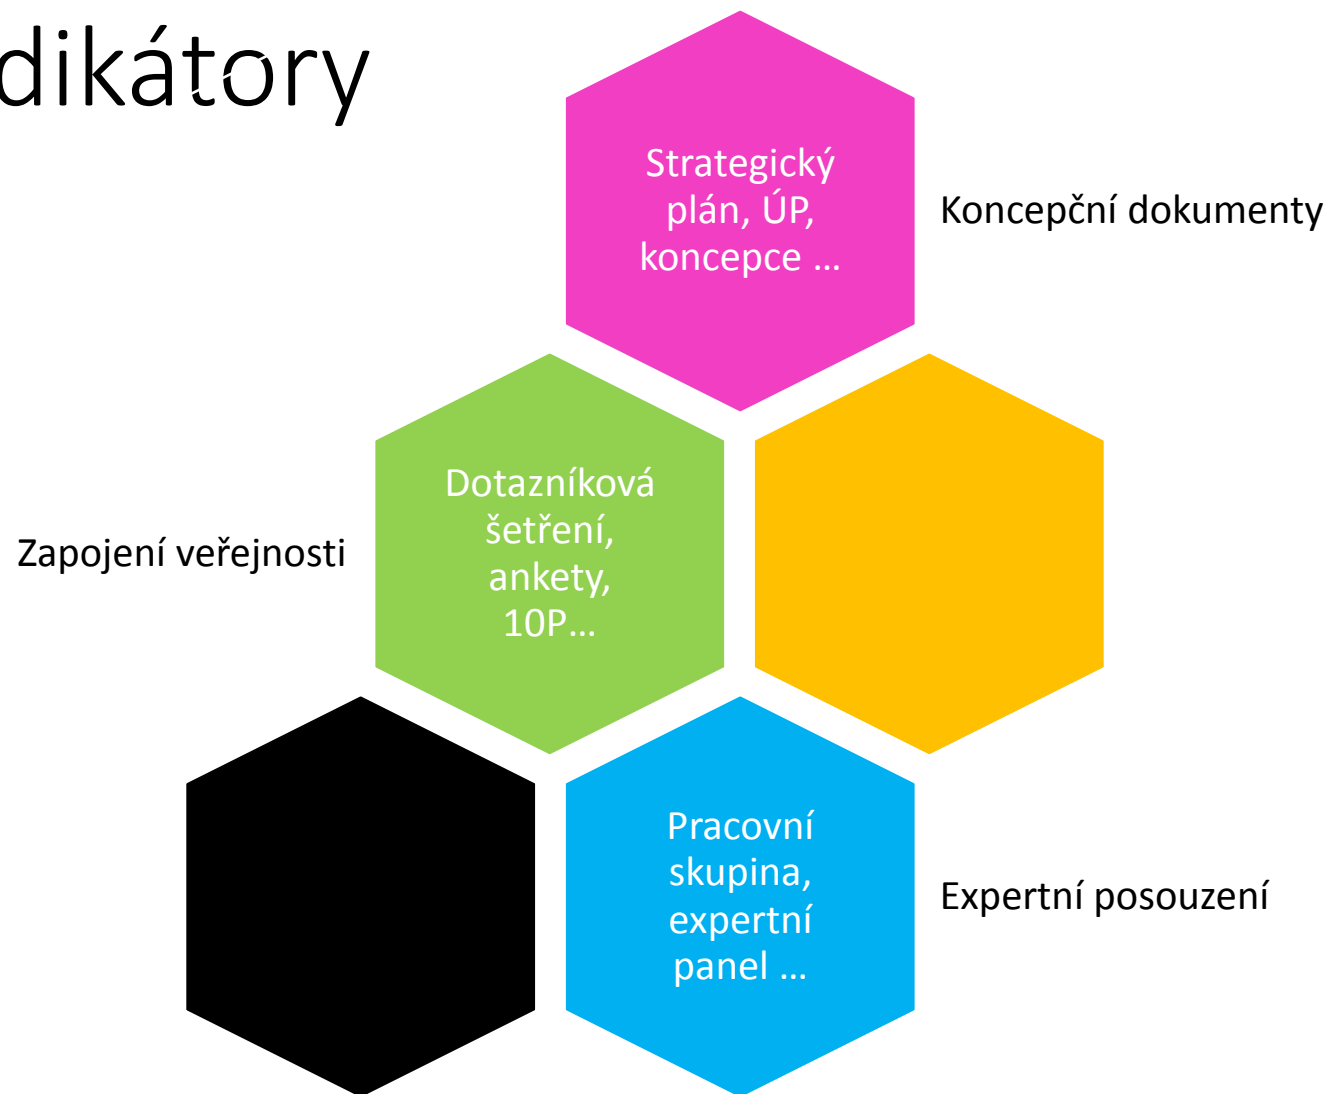 dikátory
Strategický
plán, ÚP,
koncepce ...
Koncepční dokumenty
Zapojení veřejnosti
Dotazníková
šetření,
ankety,
10P...
Pracovní
skupina,
expertní
panel ...
Expertní posouzení